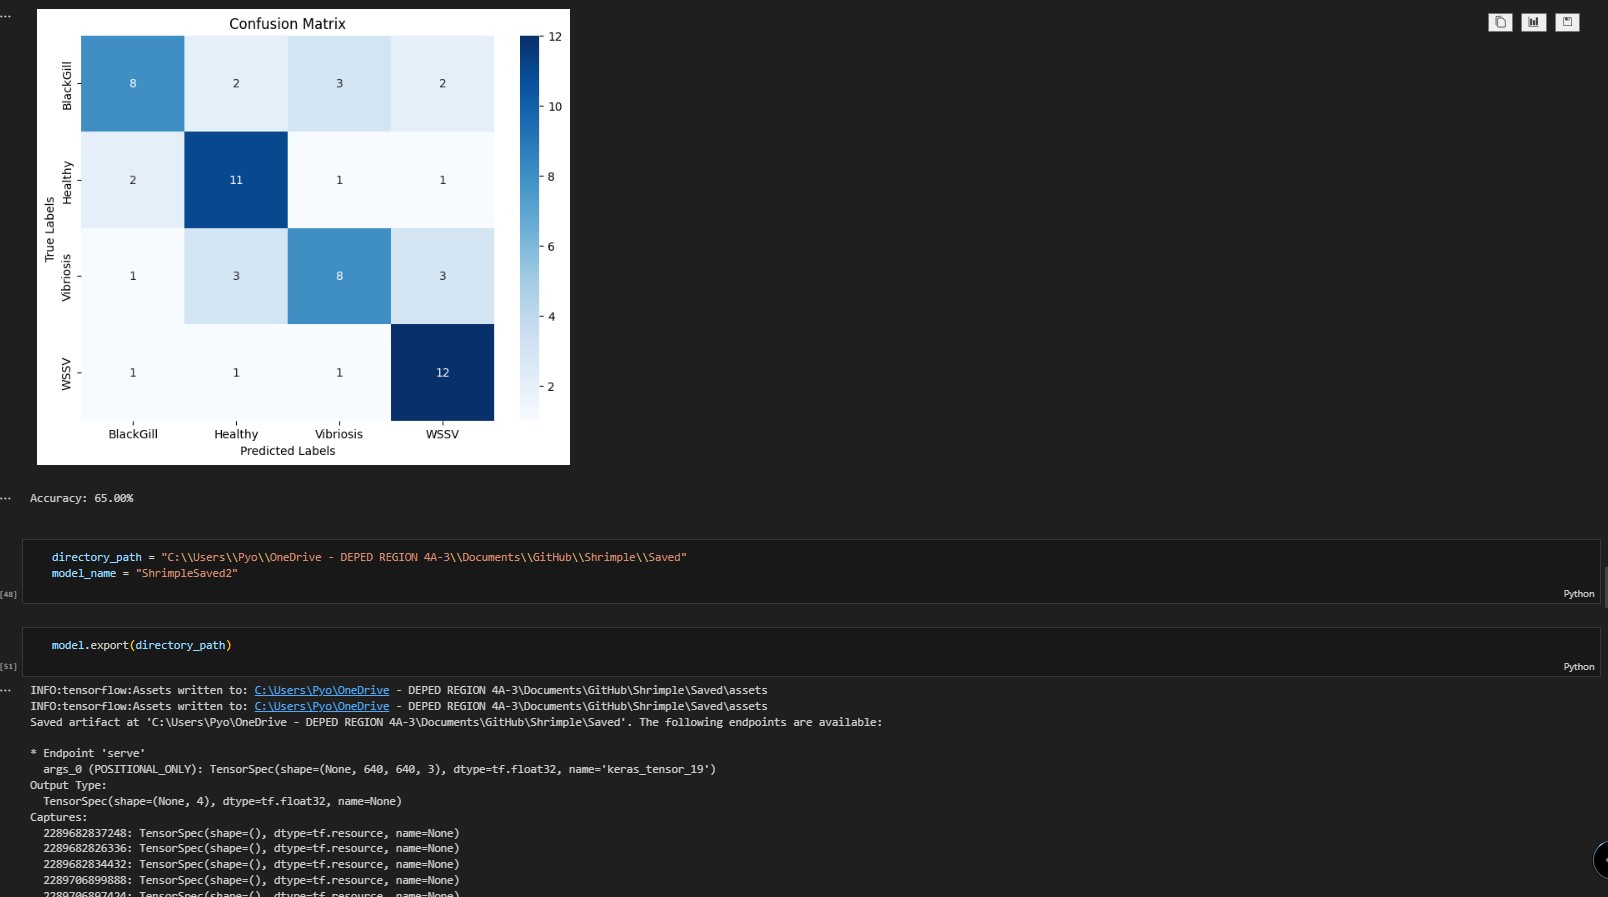 Confusion Matrix
BlackGill
8 2 3 2
Healthy
2 11 1 1
Vibriosis
1 3 8 3
WSSV
1 1 1 12
True Labels
BlackGill Healthy Vibriosis WSSV
Predicted Labels
12
10
8
6
4
2
Accuracy: 65.00%
directory_path = "C:\\Users\\Pyo\\OneDrive - DEPED REGION 4A-3\\Documents\\GitHub\\Shrimple\\Saved"
model_name = "ShrimpleSaved2"
[48]
Python
model.export(directory_path)
[51]
Python
INFO:tensorflow:Assets written to: C:\Users\Pyo\OneDrive - DEPED REGION 4A-3\Documents\GitHub\Shrimple\Saved\assets
INFO:tensorflow:Assets written to: C:\Users\Pyo\OneDrive - DEPED REGION 4A-3\Documents\GitHub\Shrimple\Saved\assets
Saved artifact at 'C:\Users\Pyo\OneDrive - DEPED REGION 4A-3\Documents\GitHub\Shrimple\Saved'. The following endpoints are available:
* Endpoint 'serve'
args_0 (POSITIONAL_ONLY): TensorSpec(shape=(None, 640, 640, 3), dtype=tf.float32, name='keras_tensor_19')
Output Type:
TensorSpec(shape=(None, 4), dtype=tf.float32, name=None)
Captures:
2289682837248: TensorSpec(shape=(), dtype=tf.resource, name=None)
2289682826336: TensorSpec(shape=(), dtype=tf.resource, name=None)
2289682834432: TensorSpec(shape=(), dtype=tf.resource, name=None)
2289706899888: TensorSpec(shape=(), dtype=tf.resource, name=None)
2289706897424: TensorSpec(shape=(), dtype=tf.resource, name=None)